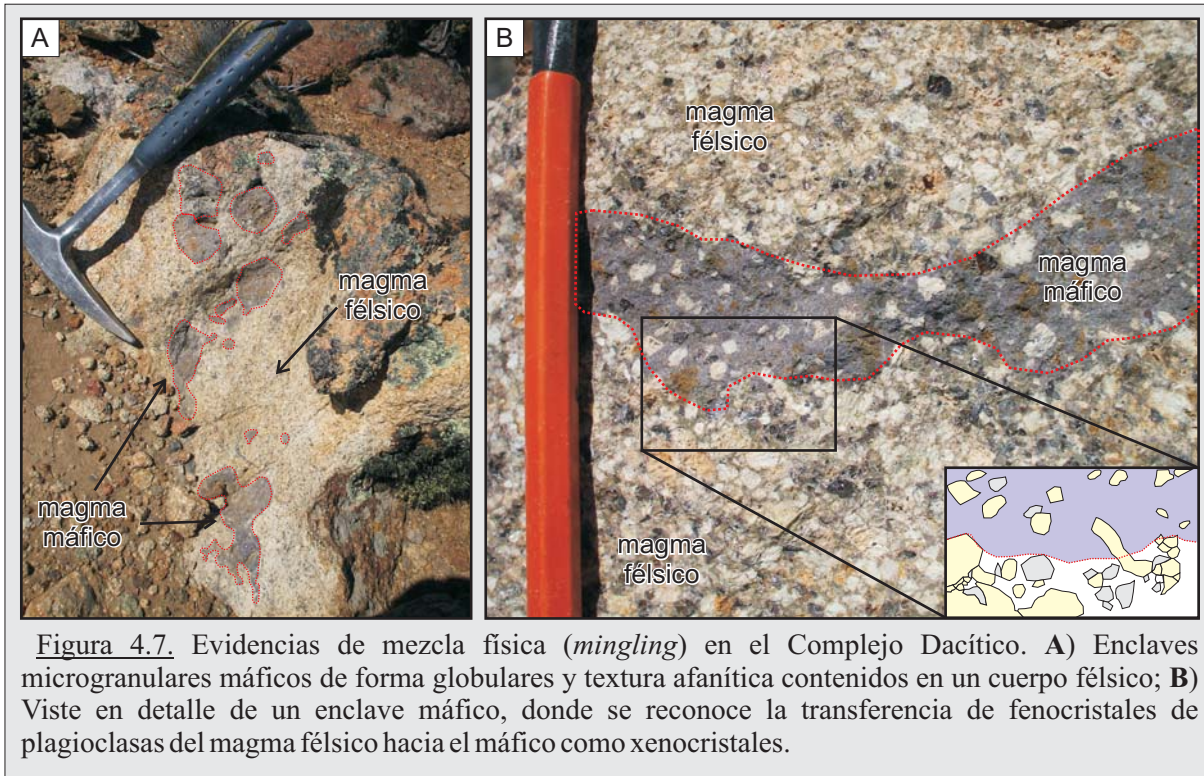 A
B
magma
félsico
magma
máfico
magma
félsico
magma
máfico
magma
félsico
Figura 4.7. Evidencias de mezcla física (mingling) en el Complejo Dacítico. A) Enclaves
microgranulares máficos de forma globulares y textura afanítica contenidos en un cuerpo félsico; B)
Viste en detalle de un enclave máfico, donde se reconoce la transferencia de fenocristales de
plagioclasas del magma félsico hacia el máfico como xenocristales.